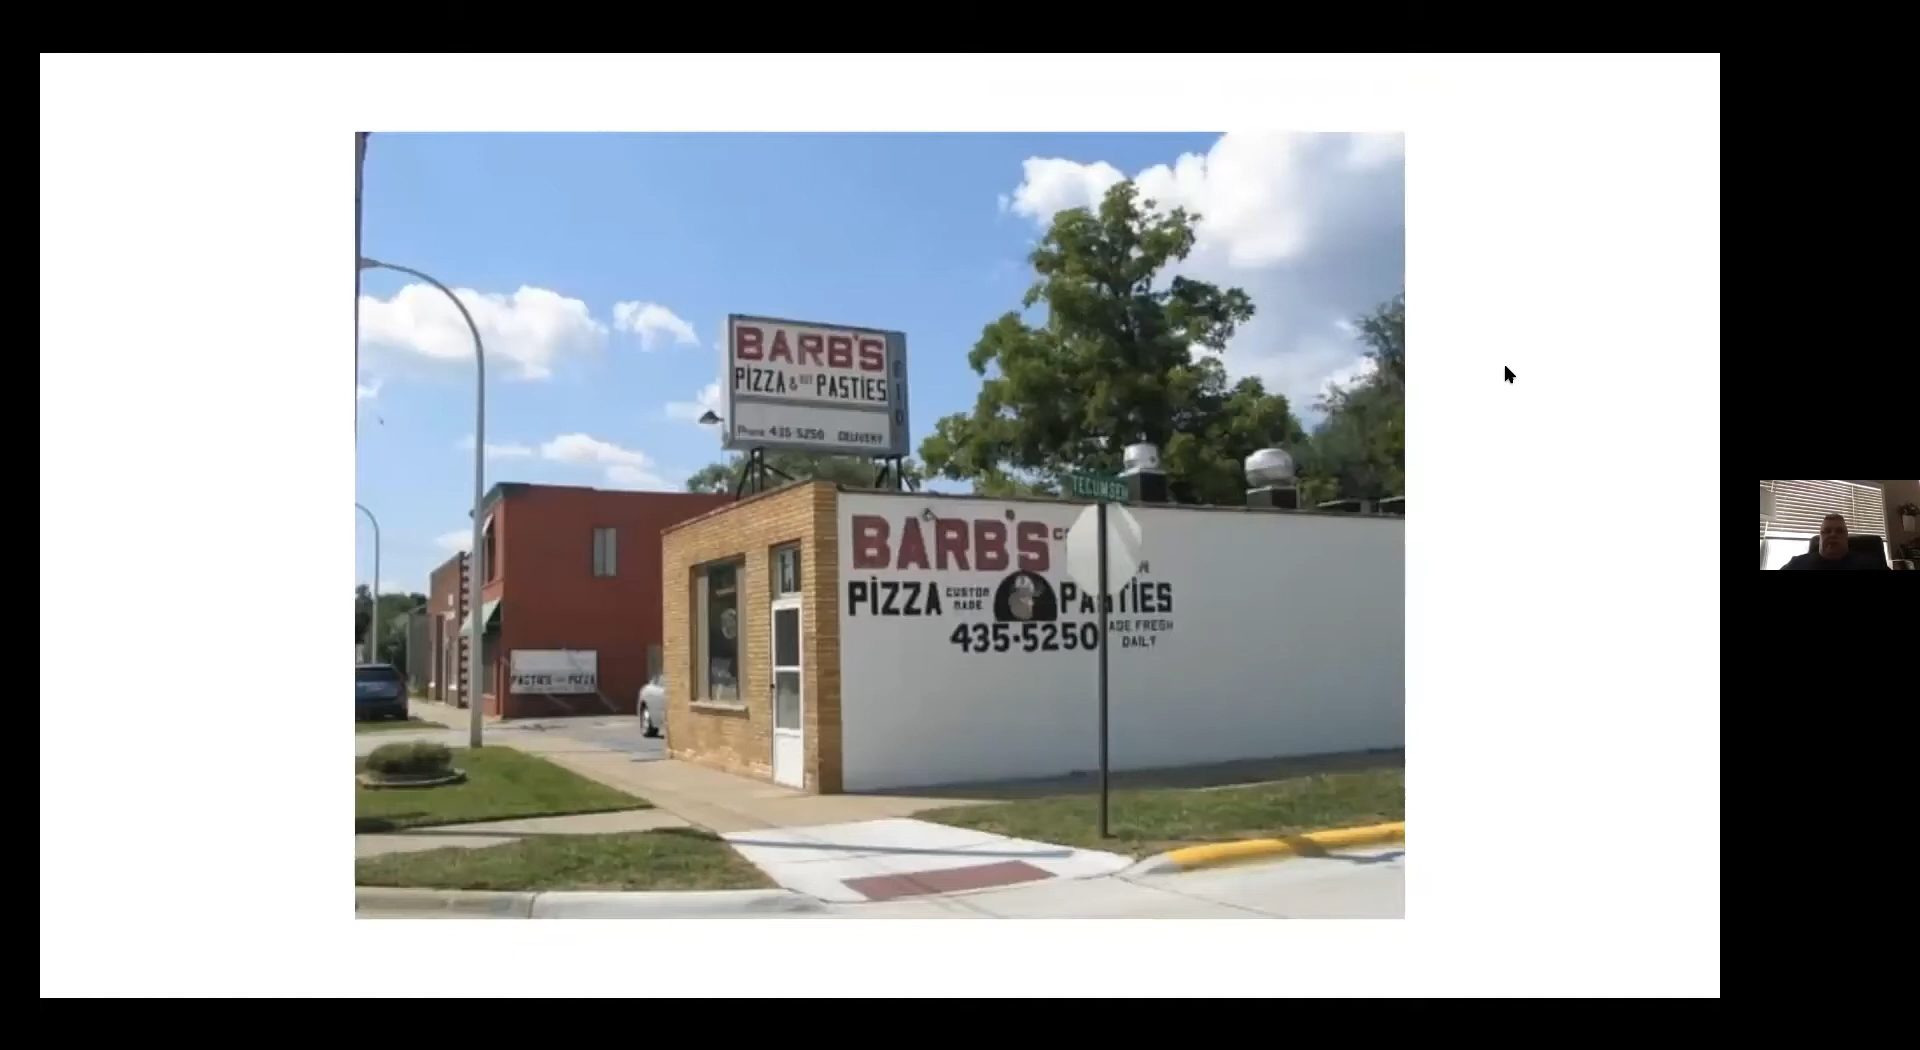 BARB'S
PIZZA & HOT PASTIES
Phone 435-5250 DELIVERY
TECUMSEH
BARB'S
PIZZA CUSTOM MADE PASTIES
435-5250
FRESH
DAILY
PASTIES PIZZA